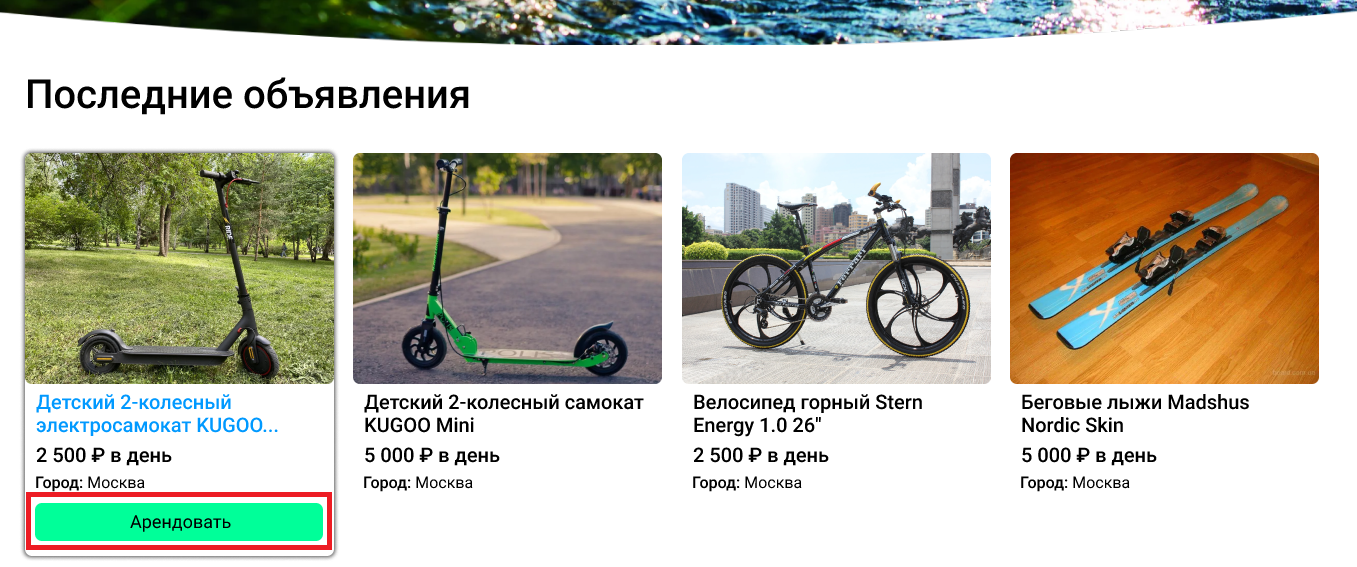 Последние объявления
Детский 2-колесный
электросамокат KUGOO...
2 500 ₽ в день
Город: Москва
Арендовать
Детский 2-колесный самокат
KUGOO Mini
5 000 ₽ в день
Город: Москва
Велосипед горный Stern
Energy 1.0 26"
2 500 ₽ в день
Город: Москва
Беговые лыжи Madshus
Nordic Skin
5 000 ₽ в день
Город: Москва